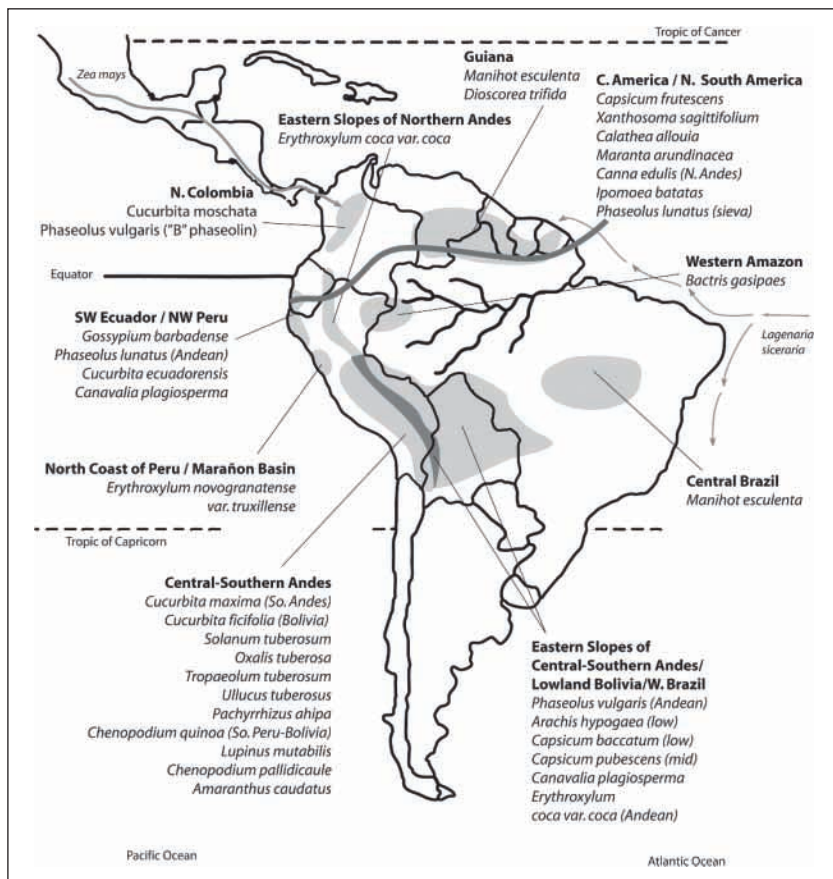 Tropic of Cancer
Zea mays
Guiana
Manihot esculenta
Dioscorea trifida
C. America / N. South America
Capsicum frutescens
Xanthosoma sagittifolium
Calathea allouia
Maranta arundinacea
Canna edulis (N. Andes)
Ipomoea batatas
Phaseolus lunatus (sieva)
Eastern Slopes of Northern Andes
Erythroxylum coca var. coca
N. Colombia
Cucurbita moschata
Phaseolus vulgaris ("B" phaseolin)
Equator
Western Amazon
Bactris gasipaes
SW Ecuador / NW Peru
Gossypium barbadense
Phaseolus lunatus (Andean)
Cucurbita ecuadorensis
Canavalia plagiosperma
Lagenaria
siceraria
North Coast of Peru / Marañon Basin
Erythroxylum novogranatense
var. truxillense
Central Brazil
Manihot esculenta
Tropic of Capricorn
Central-Southern Andes
Cucurbita maxima (So. Andes)
Cucurbita ficifolia (Bolivia)
Solanum tuberosum
Oxalis tuberosa
Tropaeolum tuberosum
Ullucus tuberosus
Pachyrrhizus ahipa
Chenopodium quinoa (So. Peru-Bolivia)
Lupinus mutabilis
Chenopodium pallidicaule
Amaranthus caudatus
Eastern Slopes of
Central-Southern Andes/
Lowland Bolivia/W. Brazil
Phaseolus vulgaris (Andean)
Arachis hypogaea (low)
Capsicum baccatum (low)
Capsicum pubescens (mid)
Canavalia plagiosperma
Erythroxylum
coca var. coca (Andean)
Pacific Ocean
Atlantic Ocean